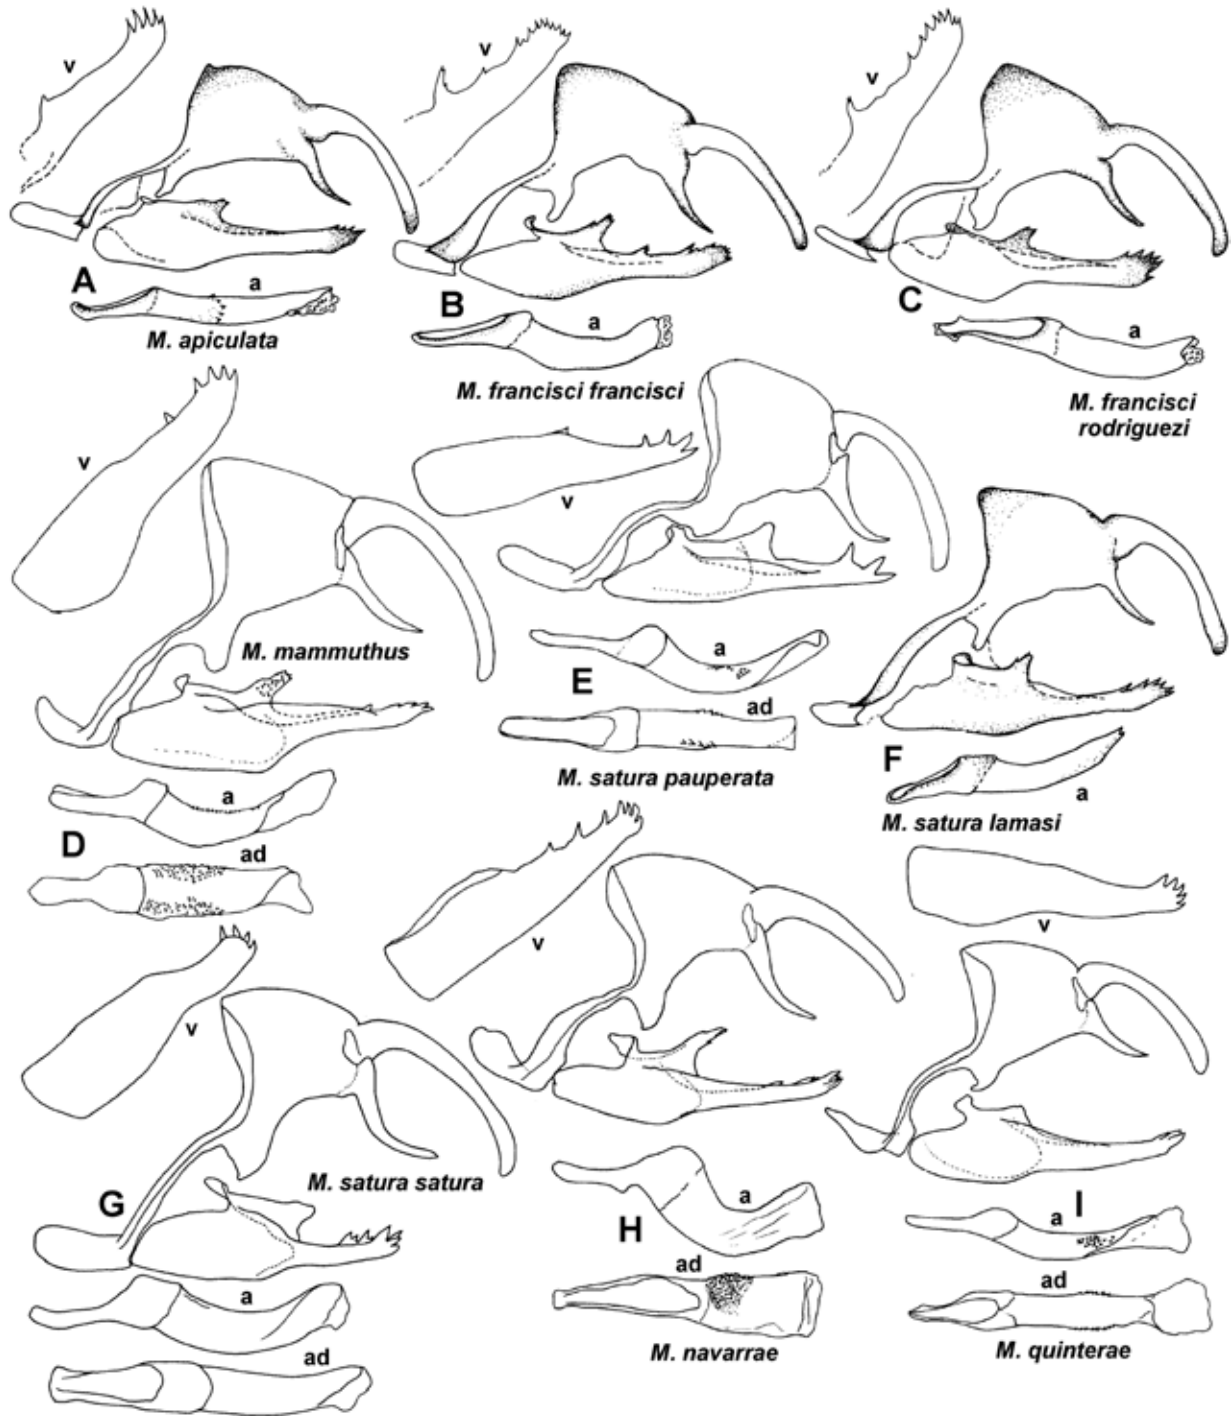 v
v
v
A
a
M. apiculata
B
a
M. francisci francisci
C
a
M. francisci
rodriguezi
v
M. mammuthus
a
D
ad
v
E
a
ad
M. satura pauperata
F
a
M. satura lamasi
v
G
M. satura satura
a
ad
v
H
a
ad
M. navarrae
v
I
a
ad
M. quinterae